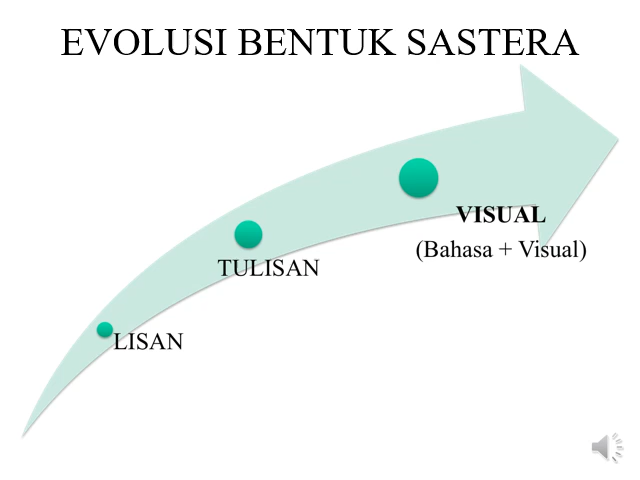 EVOLUSI BENTUK SASTERA
VISUAL
(Bahasa + Visual)
TULISAN
LISAN